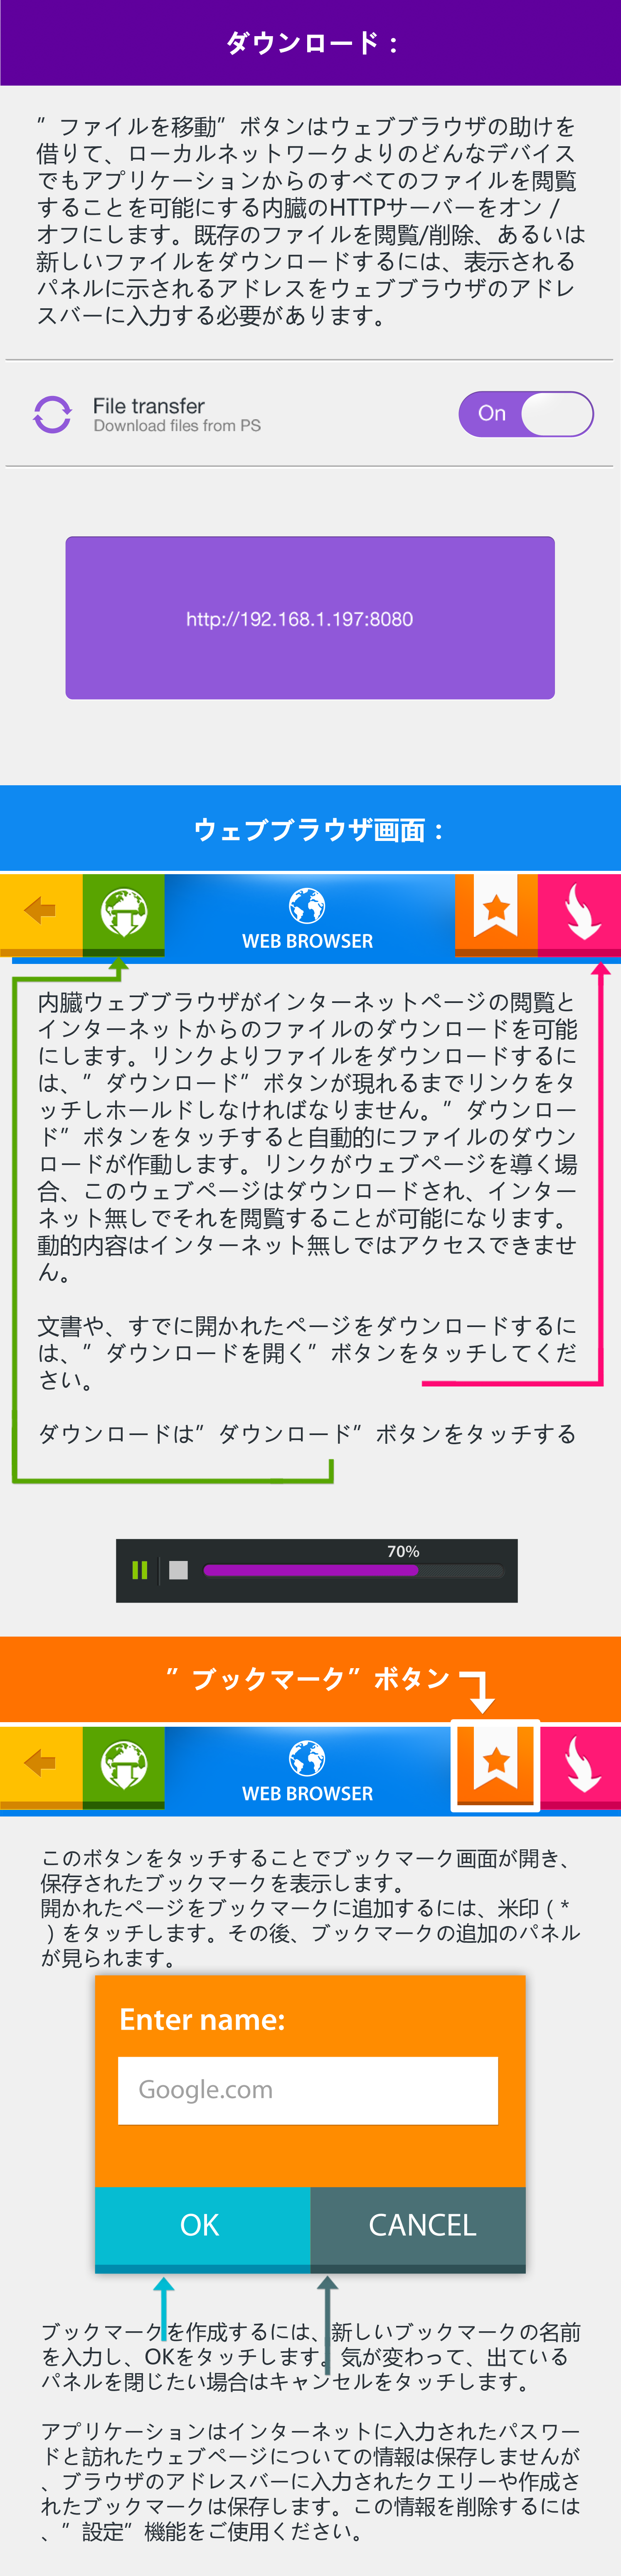 ダウンロード：
”ファイルを移動”ボタンはウェブブラウザの助けを
借りて、ローカルネットワークよりのどんなデバイス
でもアプリケーションからのすべてのファイルを閲覧
することを可能にする内臓のHTTPサーバーをオン /
オフにします。既存のファイルを閲覧/削除、あるいは
新しいファイルをダウンロードするには、表示される
パネルに示されるアドレスをウェブブラウザのアドレ
スバーに入力する必要があります。
File transfer
On
Download files from PS
http://192.168.1.197:8080
ウェブブラウザ画面：
WEB BROWSER
内臓ウェブブラウザがインターネットページの閲覧と
インターネットからのファイルのダウンロードを可能
にします。リンクよりファイルをダウンロードするに
は、”ダウンロード”ボタンが現れるまでリンクをタ
ッチしホールドしなければなりません。”ダウンロー
ド”ボタンをタッチすると自動的にファイルのダウン
ロードが作動します。リンクがウェブページを導く場
合、このウェブページはダウンロードされ、インター
ネット無しでそれを閲覧することが可能になります。
動的内容はインターネット無しではアクセスできませ
ん。
文書や、すでに開かれたページをダウンロードするに
は、”ダウンロードを開く”ボタンをタッチしてくだ
さい。
ダウンロードは”ダウンロード”ボタンをタッチする
70%
”ブックマーク”ボタン
WEB BROWSER
このボタンをタッチすることでブックマーク画面が開き、
保存されたブックマークを表示します。
開かれたページをブックマークに追加するには、米印 ( *
) をタッチします。その後、ブックマークの追加のパネル
が見られます。
Enter name:
Google.com
OK
CANCEL
ブックマークを作成するには、新しいブックマークの名前
を入力し、OKをタッチします。気が変わって、出ている
パネルを閉じたい場合はキャンセルをタッチします。
アプリケーションはインターネットに入力されたパスワー
ドと訪れたウェブページについての情報は保存しませんが
、ブラウザのアドレスバーに入力されたクエリーや作成さ
れたブックマークは保存します。この情報を削除するには
、”設定”機能をご使用ください。